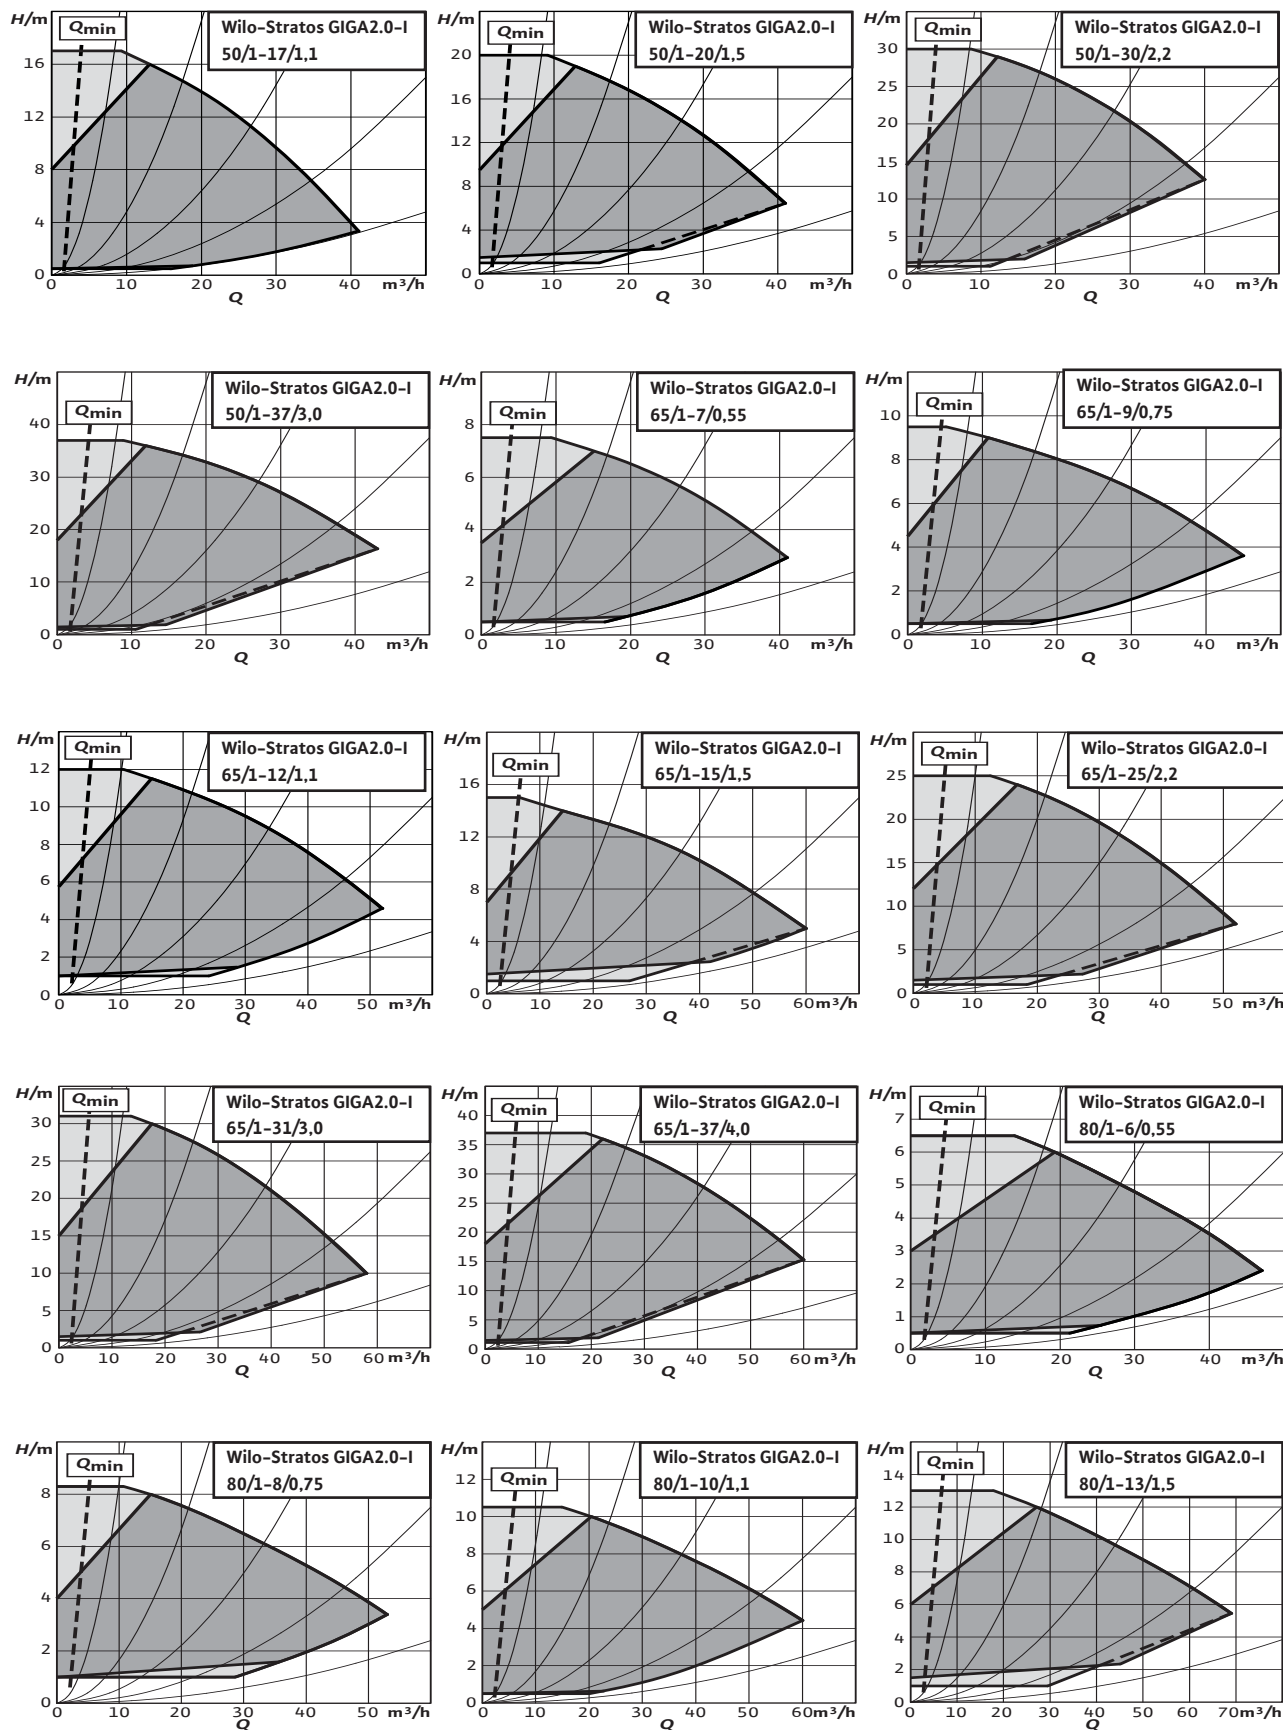 H/m
Qmin
Wilo-Stratos GIGA2.0-I
50/1-17/1,1
16
12
8
4
0
0 10 20 30 40 m³/h
Q
H/m
Qmin
Wilo-Stratos GIGA2.0-I
50/1-20/1,5
20
16
12
8
4
0
0 10 20 30 40 m³/h
Q
H/m
Qmin
Wilo-Stratos GIGA2.0-I
50/1-30/2,2
30
25
20
15
10
5
0
0 10 20 30 40 m³/h
Q
H/m
Qmin
Wilo-Stratos GIGA2.0-I
50/1-37/3,0
40
30
20
10
0
0 10 20 30 40 m³/h
Q
H/m
Qmin
Wilo-Stratos GIGA2.0-I
65/1-7/0,55
8
6
4
2
0
0 10 20 30 40 m³/h
Q
H/m
Qmin
Wilo-Stratos GIGA2.0-I
65/1-9/0,75
10
8
6
4
2
0
0 10 20 30 40 m³/h
Q
H/m
Qmin
Wilo-Stratos GIGA2.0-I
65/1-12/1,1
12
10
8
6
4
2
0
0 10 20 30 40 50 m³/h
Q
H/m
Qmin
Wilo-Stratos GIGA2.0-I
65/1-15/1,5
16
12
8
4
0
0 10 20 30 40 50 60 m³/h
Q
H/m
Qmin
Wilo-Stratos GIGA2.0-I
65/1-25/2,2
25
20
15
10
5
0
0 10 20 30 40 50 m³/h
Q
H/m
Qmin
Wilo-Stratos GIGA2.0-I
65/1-31/3,0
30
25
20
15
10
5
0
0 10 20 30 40 50 60 m³/h
Q
H/m
Qmin
Wilo-Stratos GIGA2.0-I
65/1-37/4,0
40
35
30
25
20
15
10
5
0
0 10 20 30 40 50 60 m³/h
Q
H/m
Qmin
Wilo-Stratos GIGA2.0-I
80/1-6/0,55
7
6
5
4
3
2
1
0
0 10 20 30 40 m³/h
Q
H/m
Qmin
Wilo-Stratos GIGA2.0-I
80/1-8/0,75
8
6
4
2
0
0 10 20 30 40 50 m³/h
Q
H/m
Qmin
Wilo-Stratos GIGA2.0-I
80/1-10/1,1
12
10
8
6
4
2
0
0 10 20 30 40 50 60 m³/h
Q
H/m
Qmin
Wilo-Stratos GIGA2.0-I
80/1-13/1,5
14
12
10
8
6
4
2
0
0 10 20 30 40 50 60 70 m³/h
Q